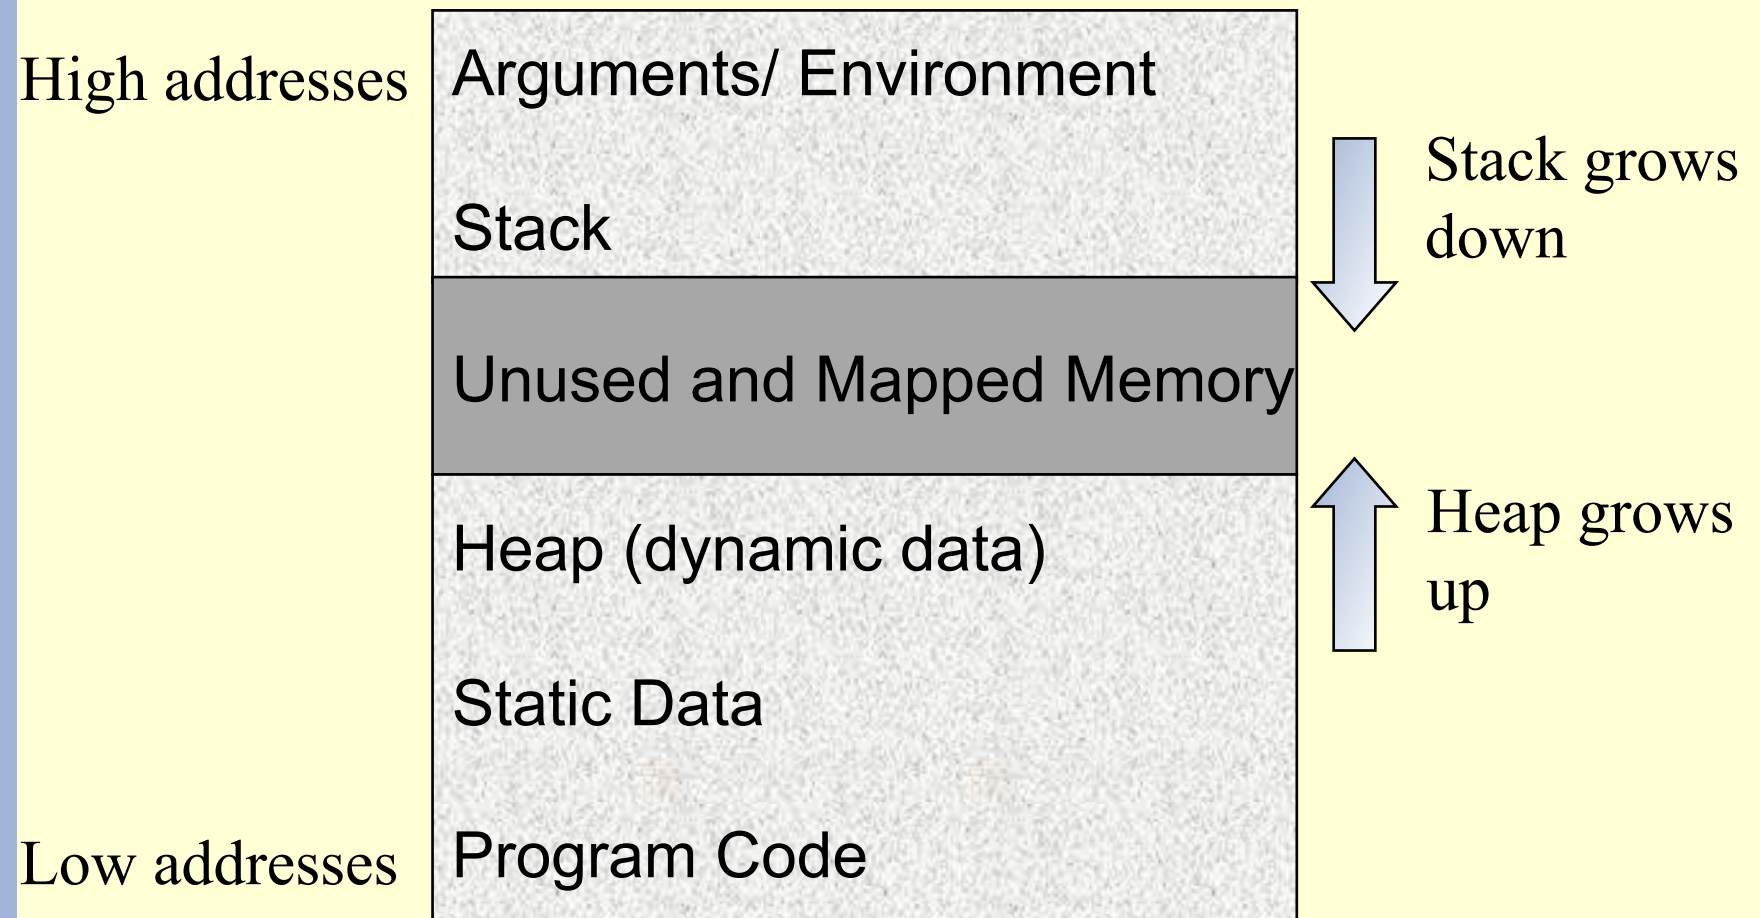 High addresses
Arguments/ Environment
Stack grows
down
Stack
Unused and Mapped Memory
Heap grows
up
Heap (dynamic data)
Static Data
Low addresses
Program Code